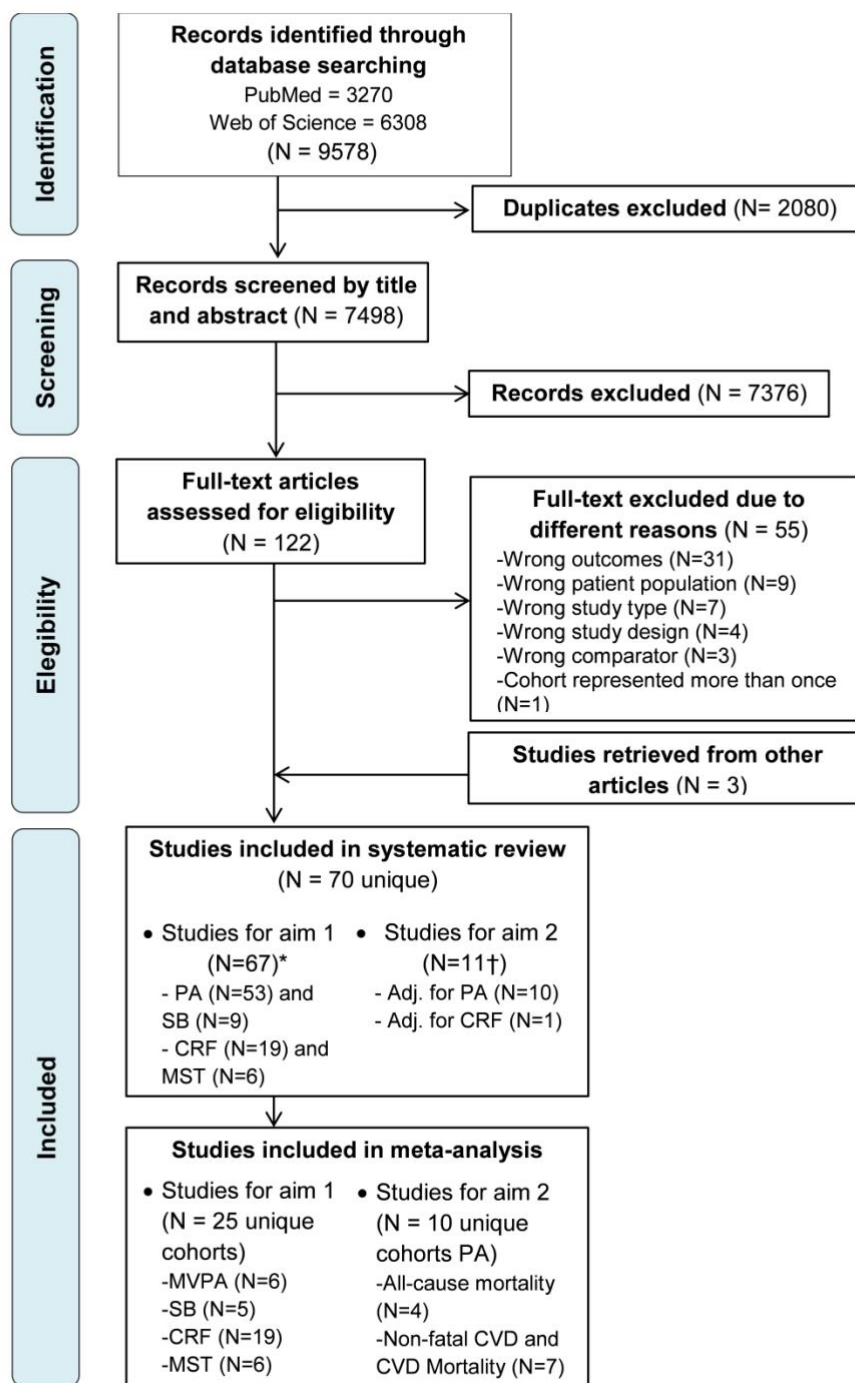 Identification
Records identified through
database searching
PubMed = 3270
Web of Science = 6308
(N = 9578)
Duplicates excluded (N= 2080)
Screening
Records screened by title
and abstract (N = 7498)
Records excluded (N = 7376)
Elegibility
Full-text articles
assessed for eligibility
(N = 122)
Full-text excluded due to
different reasons (N = 55)
-Wrong outcomes (N=31)
-Wrong patient population (N=9)
-Wrong study type (N=7)
-Wrong study design (N=4)
-Wrong comparator (N=3)
-Cohort represented more than once
(N=1)
Studies retrieved from other
articles (N = 3)
Included
Studies included in systematic review
(N = 70 unique)
• Studies for aim 1
(N=67)*
- PA (N=53) and
SB (N=9)
- CRF (N=19) and
MST (N=6)
• Studies for aim 2
(N=11†)
- Adj. for PA (N=10)
- Adj. for CRF (N=1)
Studies included in meta-analysis
• Studies for aim 1
(N = 25 unique
cohorts)
-MVPA (N=6)
-SB (N=5)
-CRF (N=19)
-MST (N=6)
• Studies for aim 2
(N = 10 unique
cohorts PA)
-All-cause mortality
(N=4)
-Non-fatal CVD and
CVD Mortality (N=7)